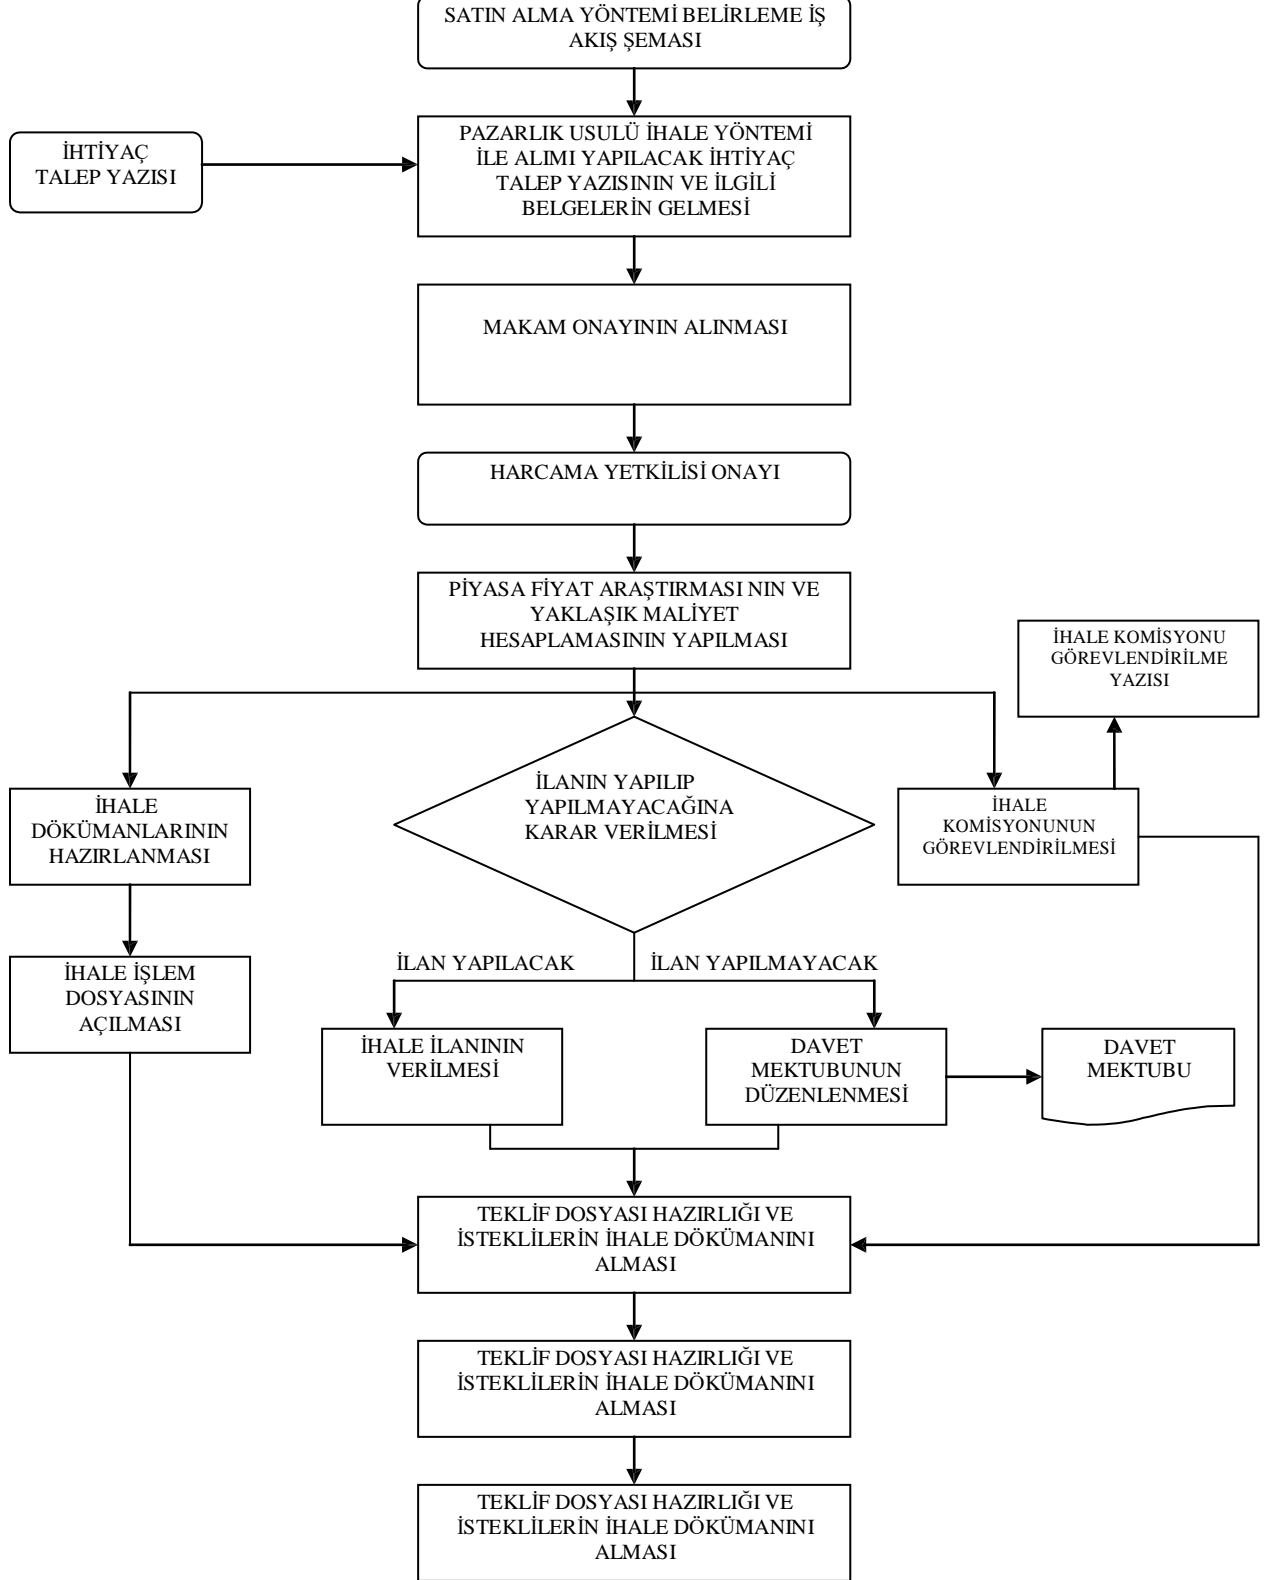 SATIN ALMA YÖNTEMİ BELİRLEME İŞ
AKIŞ ŞEMASI
İHTİYAÇ
TALEP YAZISI
PAZARLIK USULÜ İHALE YÖNTEMİ
İLE ALIMI YAPILACAK İHTİYAÇ
TALEP YAZISININ VE İLGİLİ
BELGELERİN GELMESİ
MAKAM ONAYININ ALINMASI
HARCAMA YETKİLİSİ ONAYI
PİYASA FİYAT ARAŞTIRMASI NIN VE
YAKLAŞIK MALİYET
HESAPLAMASININ YAPILMASI
İHALE KOMİSYONU
GÖREVLENDİRİLME
YAZISI
İHALE
DÖKÜMANLARININ
HAZIRLANMASI
İLANIN YAPILIP
YAPILMAYACAĞINA
KARAR VERİLMESİ
İHALE
KOMİSYONUNUN
GÖREVLENDİRİLMESİ
İHALE İŞLEM
DOSYASININ
AÇILMASI
İLAN YAPILACAK
İLAN YAPILMAYACAK
İHALE İLANININ
VERİLMESİ
DAVET
MEKTUBUNUN
DÜZENLENMESİ
DAVET
MEKTUBU
TEKLİF DOSYASI HAZIRLIĞI VE
İSTEKLİLERİN İHALE DÖKÜMANINI
ALMASI
TEKLİF DOSYASI HAZIRLIĞI VE
İSTEKLİLERİN İHALE DÖKÜMANINI
ALMASI
TEKLİF DOSYASI HAZIRLIĞI VE
İSTEKLİLERİN İHALE DÖKÜMANINI
ALMASI